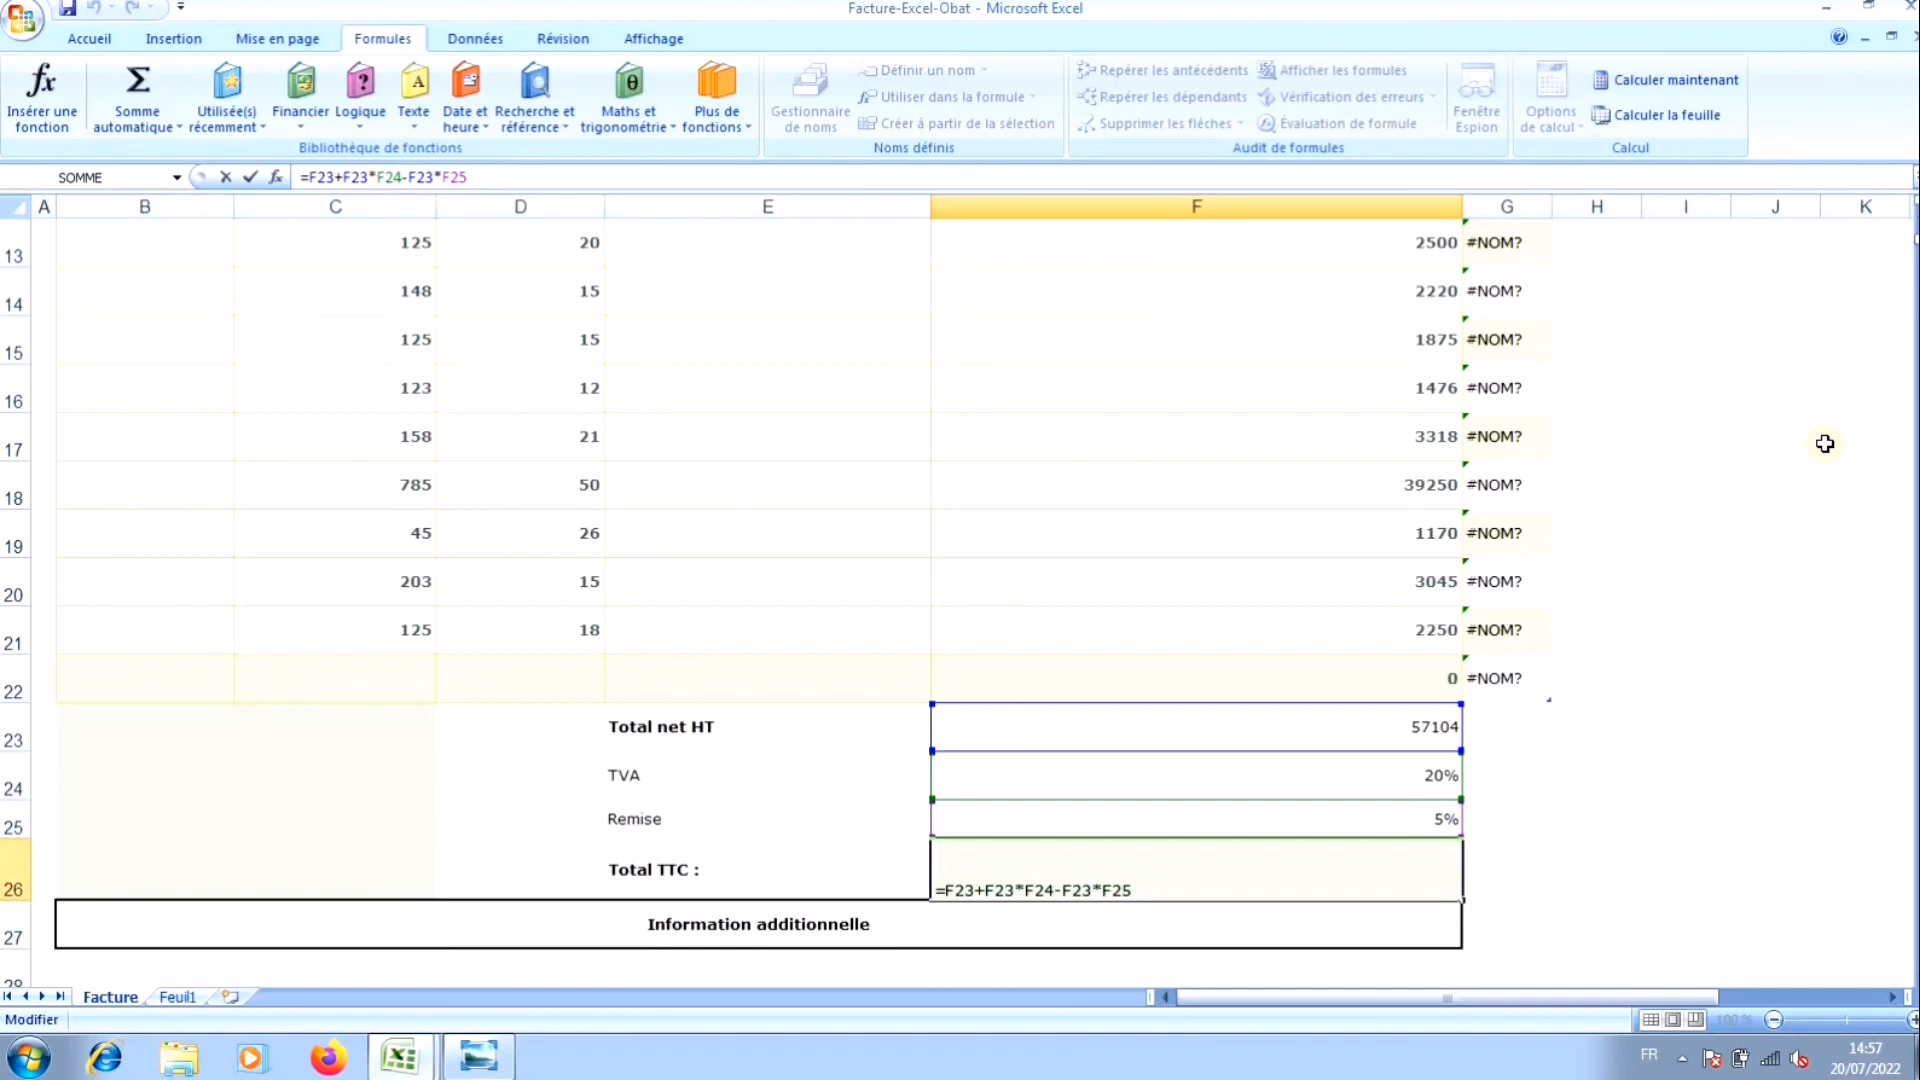 Facture-Excel-Obat - Microsoft Excel
Accueil Insertion Mise en page Formules Données Révision Affichage
Insérer une fonction
Somme automatique
Utilisée(s) récemment
Financier
Logique
Texte
Date et heure
Recherche et référence
Maths et trigonométrie
Plus de fonctions
Bibliothèque de fonctions
Gestionnaire de noms
Définir un nom
Utiliser dans la formule
Créer à partir de la sélection
Noms définis
Repérer les antécédents
Repérer les dépendants
Supprimer les flèches
Afficher les formules
Vérification des erreurs
Évaluation de formule
Fenêtre Espion
Audit de formules
Options de calcul
Calculer maintenant
Calculer la feuille
Calcul
SOMME fx =F23+F23*F24-F23*F25
A B C D E F G H I J K
13 125 20 2500 #NOM?
14 148 15 2220 #NOM?
15 125 15 1875 #NOM?
16 123 12 1476 #NOM?
17 158 21 3318 #NOM?
18 785 50 39250 #NOM?
19 45 26 1170 #NOM?
20 203 15 3045 #NOM?
21 125 18 2250 #NOM?
22 0 #NOM?
23 Total net HT 57104
24 TVA 20%
25 Remise 5%
26 Total TTC : =F23+F23*F24-F23*F25
27 Information additionnelle
28
Facture Feuil1
Modifier 100 %
FR 14:57
20/07/2022